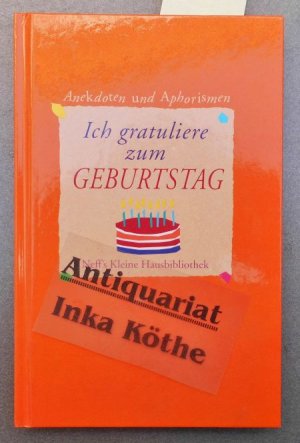 Anekdoten und Aphorismen
Ich gratuliere
zum
GEBURTSTAG
Neff's Kleine Hausbibliothek
Antiquariat
Inka Köthe